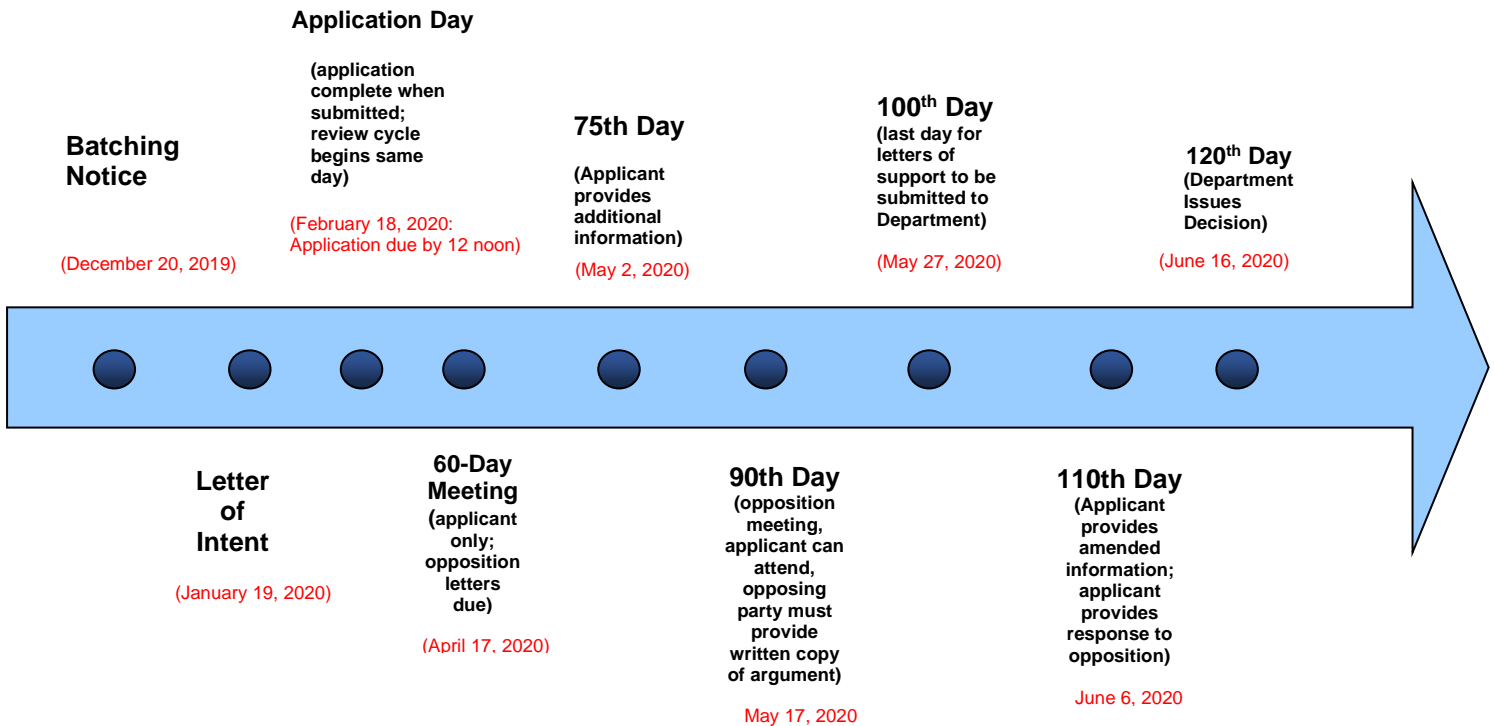 Application Day
(application
complete when
submitted;
review cycle
begins same
day)
(February 18, 2020:
Application due by 12 noon)
Batching
Notice
(December 20, 2019)
75th Day
(Applicant
provides
additional
information)
(May 2, 2020)
100th Day
(last day for
letters of
support to be
submitted to
Department)
(May 27, 2020)
120th Day
(Department
Issues
Decision)
(June 16, 2020)
Letter
of
Intent
(January 19, 2020)
60-Day
Meeting
(applicant
only;
opposition
letters
due)
(April 17, 2020)
90th Day
(opposition
meeting,
applicant can
attend,
opposing
party must
provide
written copy
of argument)
May 17, 2020
110th Day
(Applicant
provides
amended
information;
applicant
provides
response to
opposition)
June 6, 2020